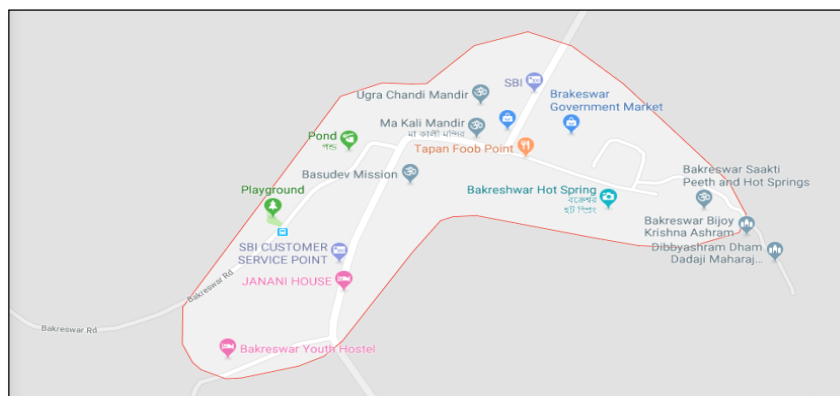 SBI
Ugra Chandi Mandir
Brakeswar
Government Market
Ma Kali Mandir
মা কালী মন্দির
Pond
পন্ড
Tapan Foob Point
Basudev Mission
Bakreswar Saakti
Peeth and Hot Springs
Playground
Bakreshwar Hot Spring
বক্রেশ্বর
হট স্প্রিং
Bakreswar Bijoy
Krishna Ashram
SBI CUSTOMER
SERVICE POINT
Dibbyashram Dham
Dadaji Maharaj...
JANANI HOUSE
Bakreswar Rd
Bakreswar Rd
Bakreswar Youth Hostel